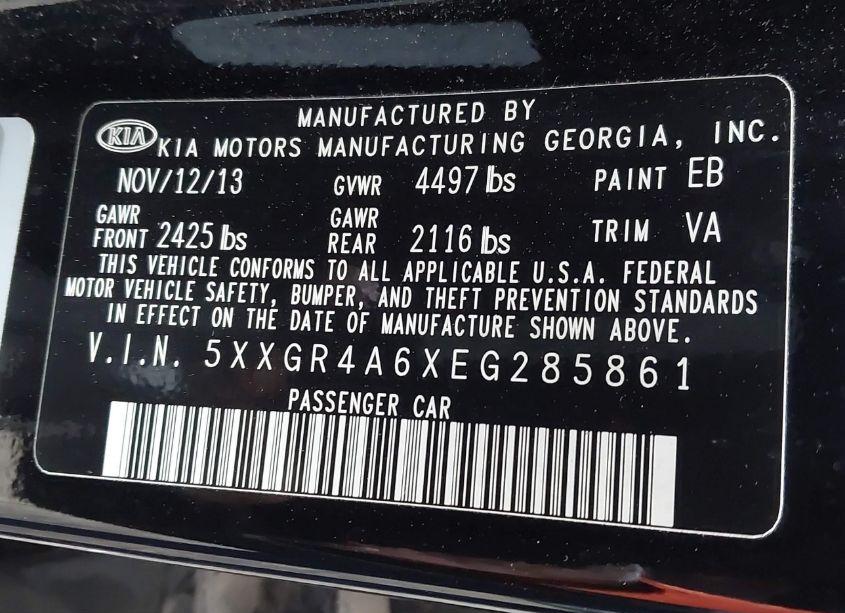 MANUFACTURED BY
KIA KIA MOTORS MANUFACTURING GEORGIA, INC.
NOV/12/13 GVWR 4497 lbs PAINT EB
GAWR FRONT 2425 lbs GAWR REAR 2116 lbs TRIM VA
THIS VEHICLE CONFORMS TO ALL APPLICABLE U.S.A. FEDERAL
MOTOR VEHICLE SAFETY, BUMPER, AND THEFT PREVENTION STANDARDS
IN EFFECT ON THE DATE OF MANUFACTURE SHOWN ABOVE.
V.I.N. 5XXGR4A6XEG285861
PASSENGER CAR